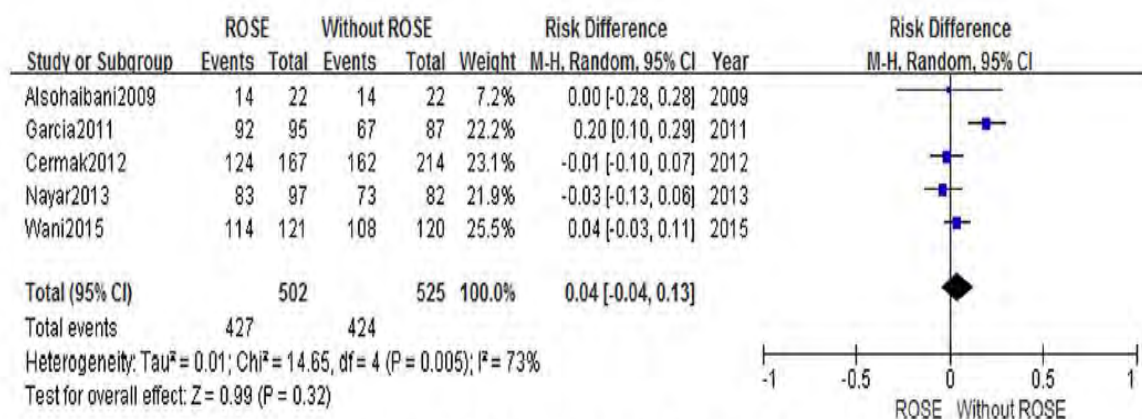 ROSE Without ROSE Risk Difference Risk Difference
Study or Subgroup Events Total Events Total Weight M-H, Random, 95% CI Year M-H, Random, 95% CI
Alsohaibani2009 14 22 14 22 7.2% 0.00 [-0.28, 0.28] 2009
Garcia2011 92 95 67 87 22.2% 0.20 [0.10, 0.29] 2011
Cermak2012 124 167 162 214 23.1% -0.01 [-0.10, 0.07] 2012
Nayar2013 83 97 73 82 21.9% -0.03 [-0.13, 0.06] 2013
Wani2015 114 121 108 120 25.5% 0.04 [-0.03, 0.11] 2015
Total (95% CI) 502 525 100.0% 0.04 [-0.04, 0.13]
Total events 427 424
Heterogeneity: Tau² = 0.01; Chi² = 14.65, df = 4 (P = 0.005); I² = 73%
Test for overall effect: Z = 0.99 (P = 0.32)
-1 -0.5 0 0.5 1
ROSE Without ROSE